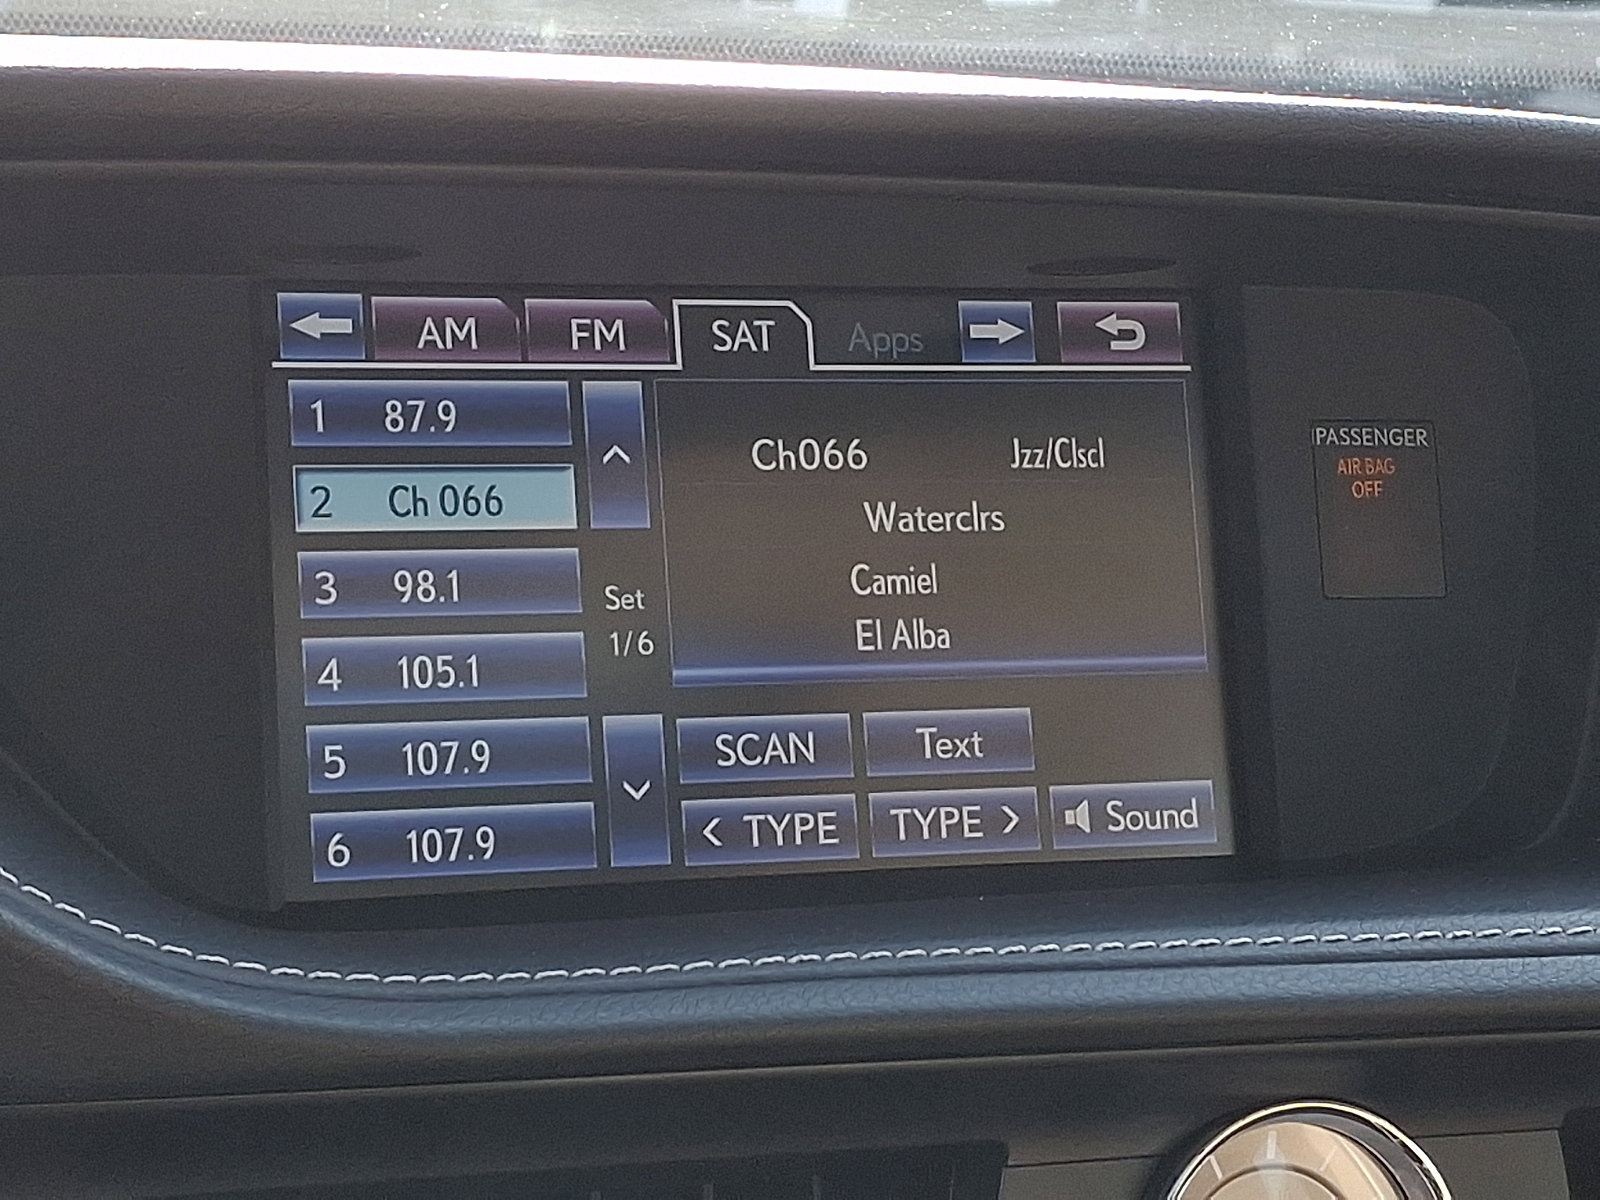 AM FM SAT Apps
1 87.9
2 Ch 066
3 98.1
4 105.1
5 107.9
6 107.9
Set
1/6
Ch066 Jzz/Clscl
Waterclrs
Camiel
El Alba
SCAN Text
< TYPE TYPE > Sound
PASSENGER
AIR BAG
OFF